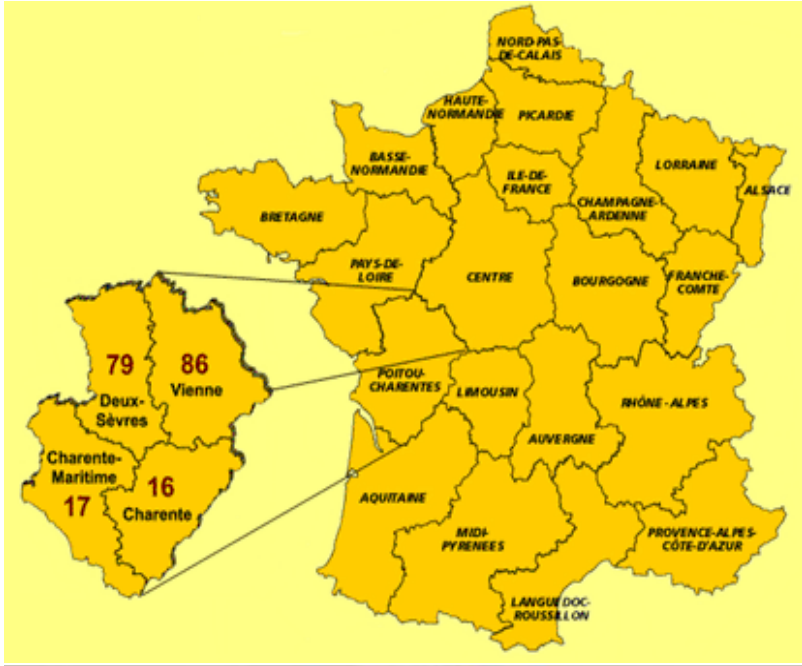 NORD-PAS-
DE-CALAIS
HAUTE-
NORMANDIE
PICARDIE
BASSE-
NORMANDIE
ILE-DE-
FRANCE
CHAMPAGNE-
ARDENNE
LORRAINE
ALSACE
BRETAGNE
PAYS-DE-
LOIRE
CENTRE
BOURGOGNE
FRANCHE-
COMTE
POITOU-
CHARENTES
LIMOUSIN
AUVERGNE
RHÔNE - ALPES
AQUITAINE
MIDI-
PYRENEES
LANGUEDOC-
ROUSSILLON
PROVENCE-ALPES-
CÔTE-D'AZUR
79
Deux-
Sèvres
86
Vienne
Charente-
Maritime
17
16
Charente